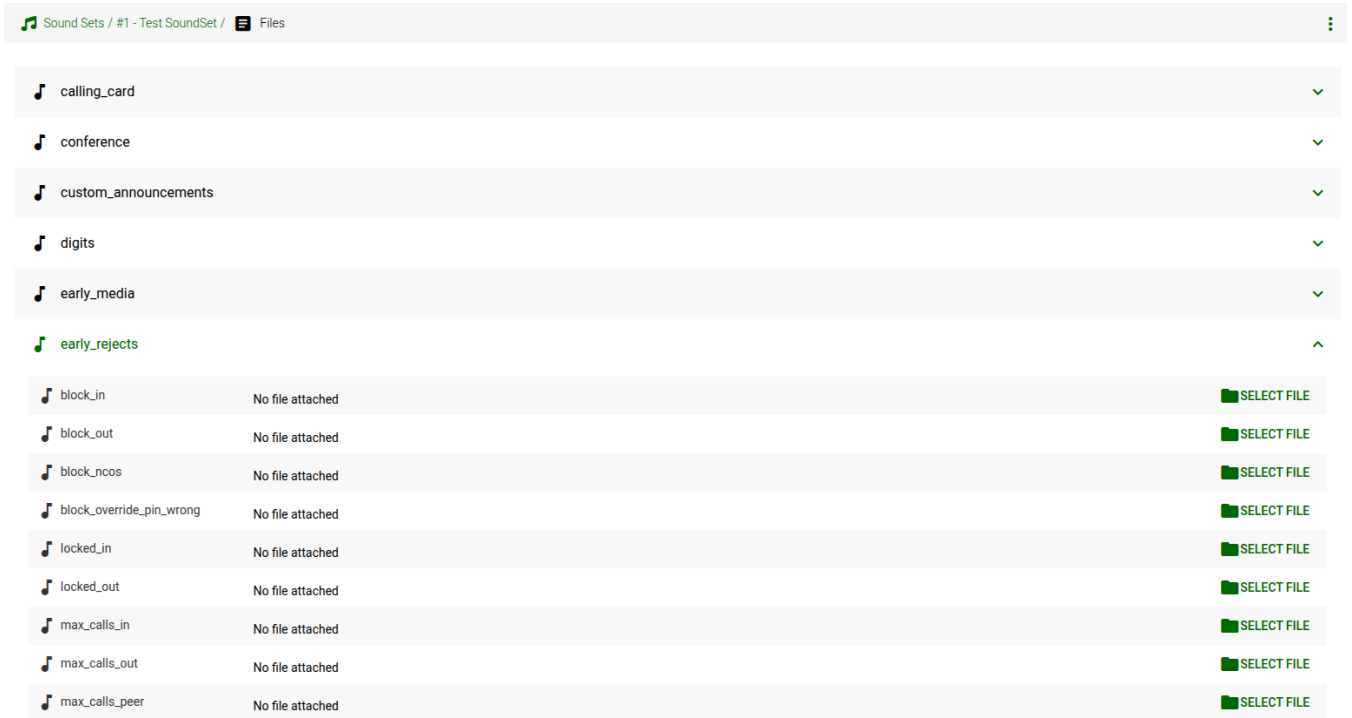 Sound Sets / #1 - Test SoundSet / Files
calling_card
conference
custom_announcements
digits
early_media
early_rejects
block_in No file attached SELECT FILE
block_out No file attached SELECT FILE
block_ncos No file attached SELECT FILE
block_override_pin_wrong No file attached SELECT FILE
locked_in No file attached SELECT FILE
locked_out No file attached SELECT FILE
max_calls_in No file attached SELECT FILE
max_calls_out No file attached SELECT FILE
max_calls_peer No file attached SELECT FILE